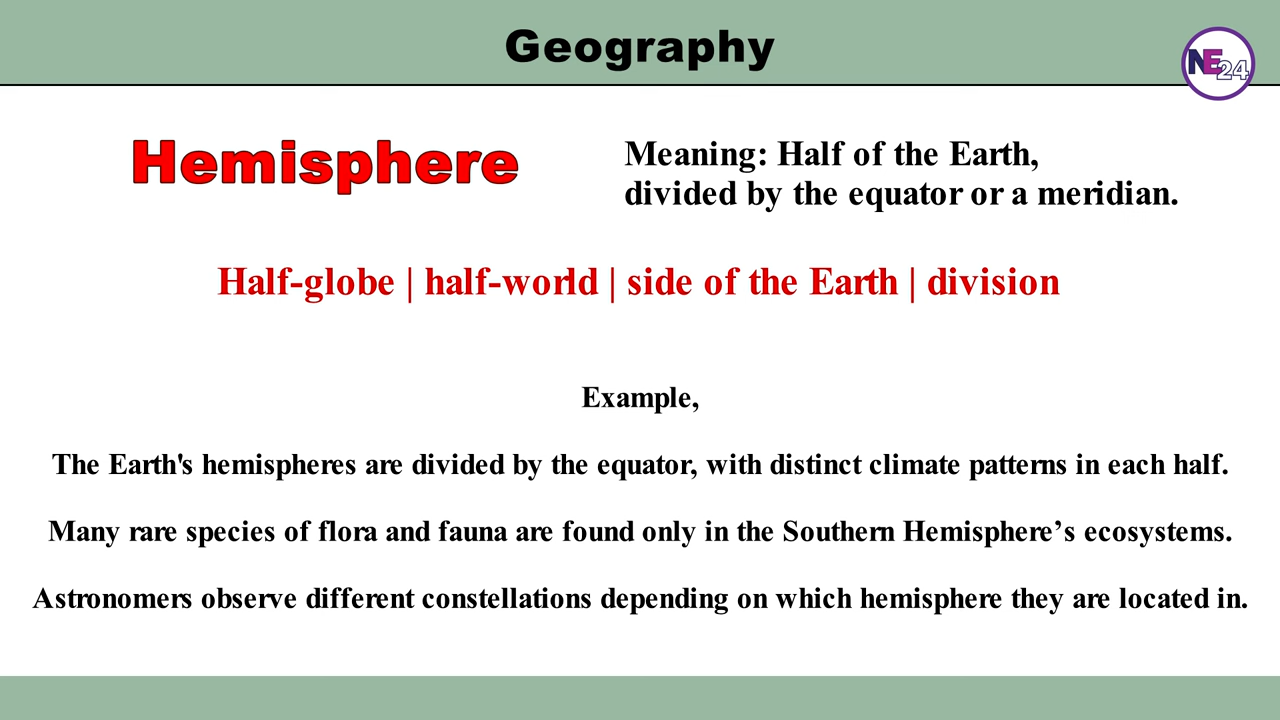 Geography
NE24
Hemisphere
Meaning: Half of the Earth,
divided by the equator or a meridian.
Half-globe | half-world | side of the Earth | division
Example,
The Earth's hemispheres are divided by the equator, with distinct climate patterns in each half.
Many rare species of flora and fauna are found only in the Southern Hemisphere’s ecosystems.
Astronomers observe different constellations depending on which hemisphere they are located in.